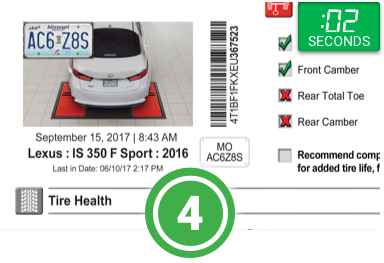 Missouri
AC6 Z8S
4T1BF1FKXEU367523
:02
SECONDS
Front Camber
Rear Total Toe
Rear Camber
September 15, 2017 | 8:43 AM
Lexus : IS 350 F Sport : 2016
Last in Date: 06/10/17 2:17 PM
MO
AC6Z8S
Recommend comp
for added tire life, f
Tire Health
4